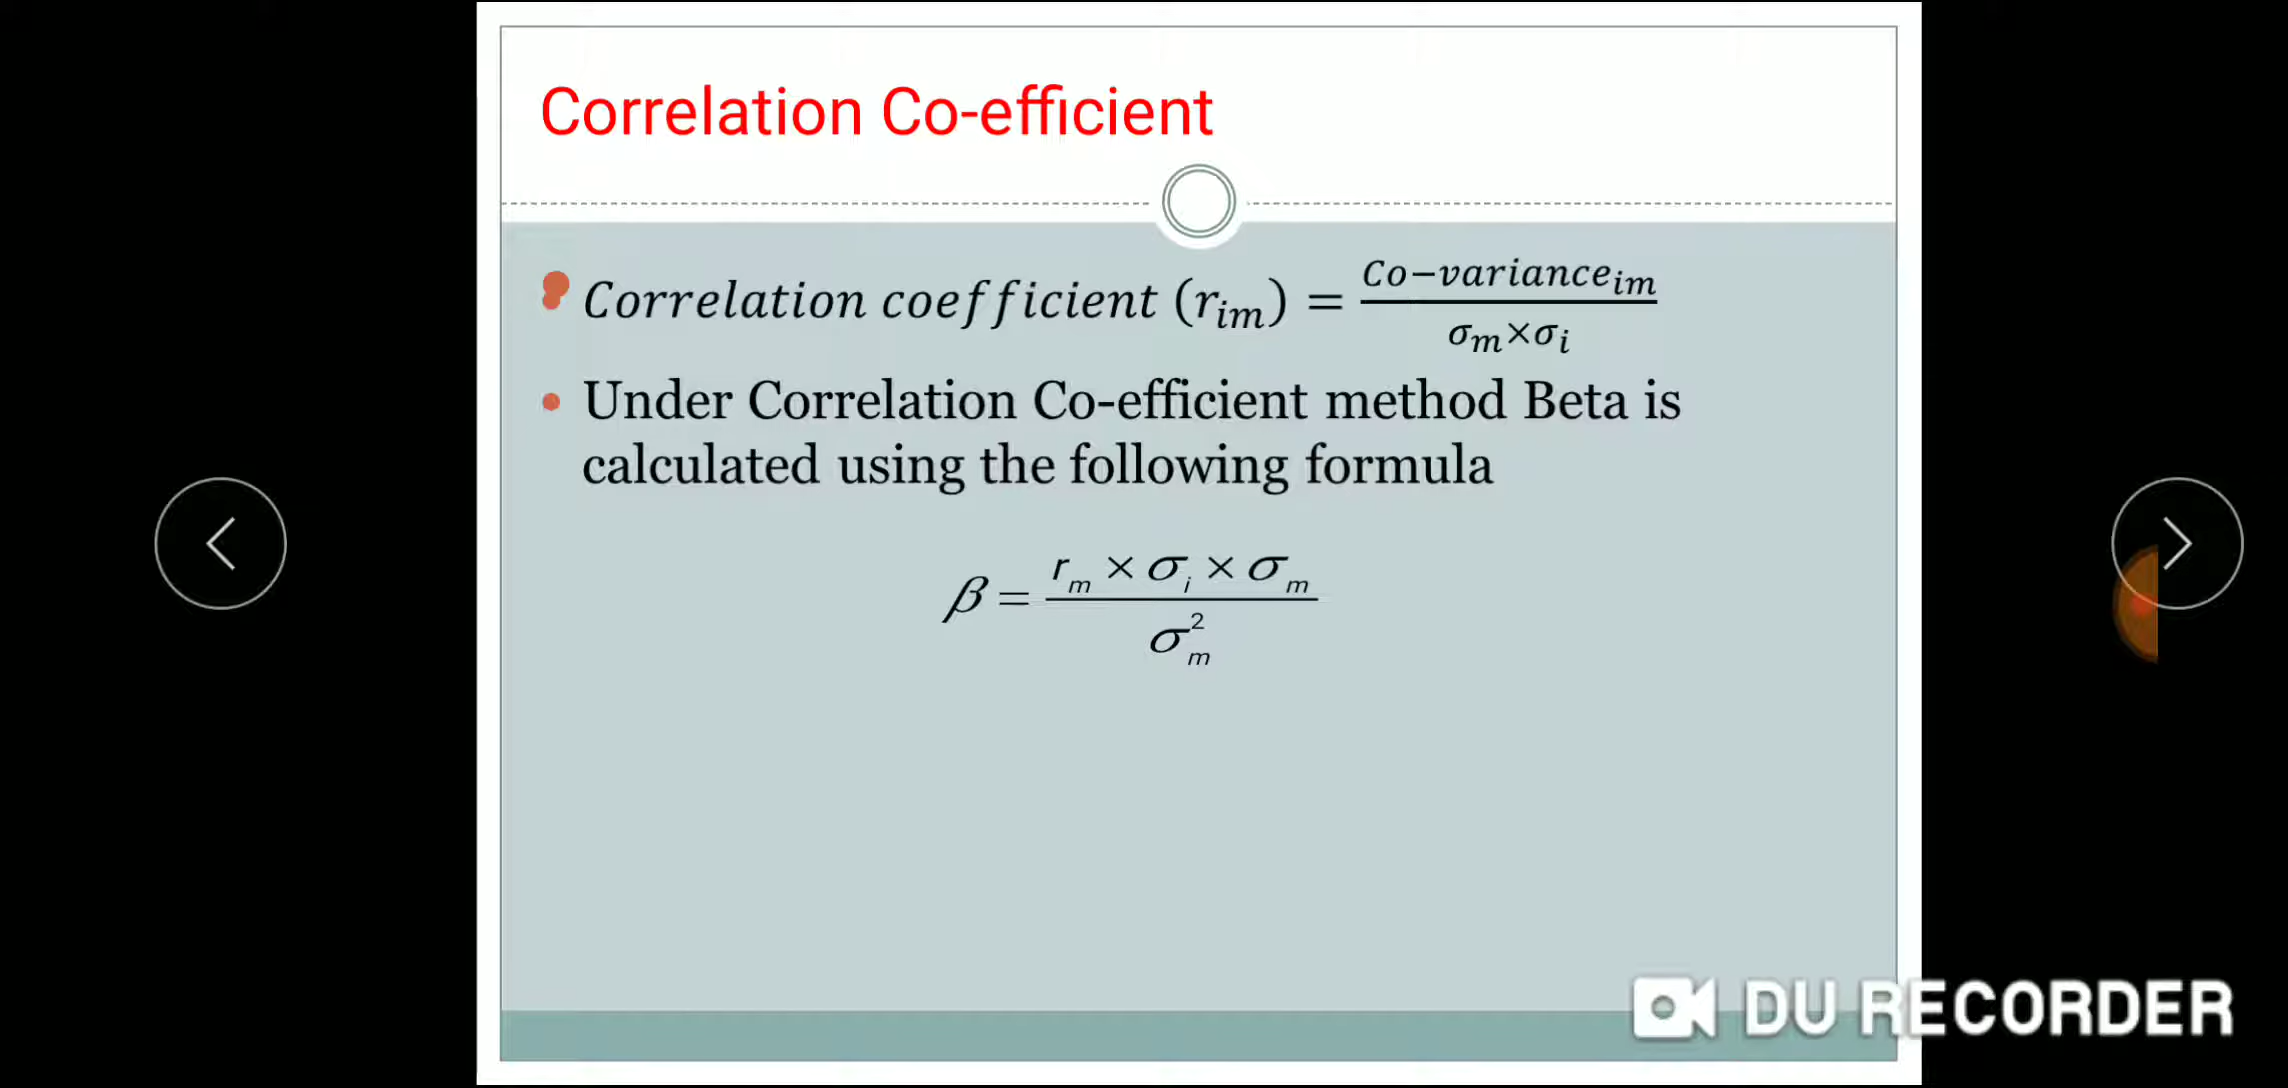 Correlation Co-efficient
Correlation coefficient (r_im) = Co−variance_im / σ_m×σ_i
Under Correlation Co-efficient method Beta is
calculated using the following formula
β = r_m × σ_i × σ_m / σ_m^2
DU RECORDER